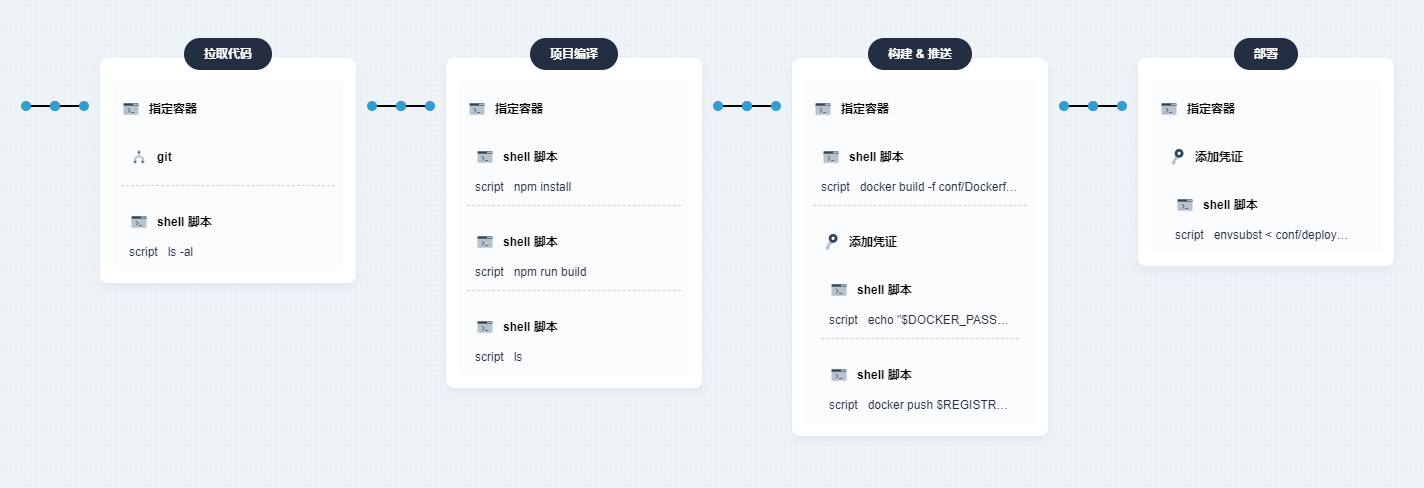 拉取代码
指定容器
git
shell 脚本
script ls -al
项目编译
指定容器
shell 脚本
script npm install
shell 脚本
script npm run build
shell 脚本
script ls
构建 & 推送
指定容器
shell 脚本
script docker build -f conf/Dockerf...
添加凭证
shell 脚本
script echo "$DOCKER_PASS...
shell 脚本
script docker push $REGISTR...
部署
指定容器
添加凭证
shell 脚本
script envsubst < conf/deploy...